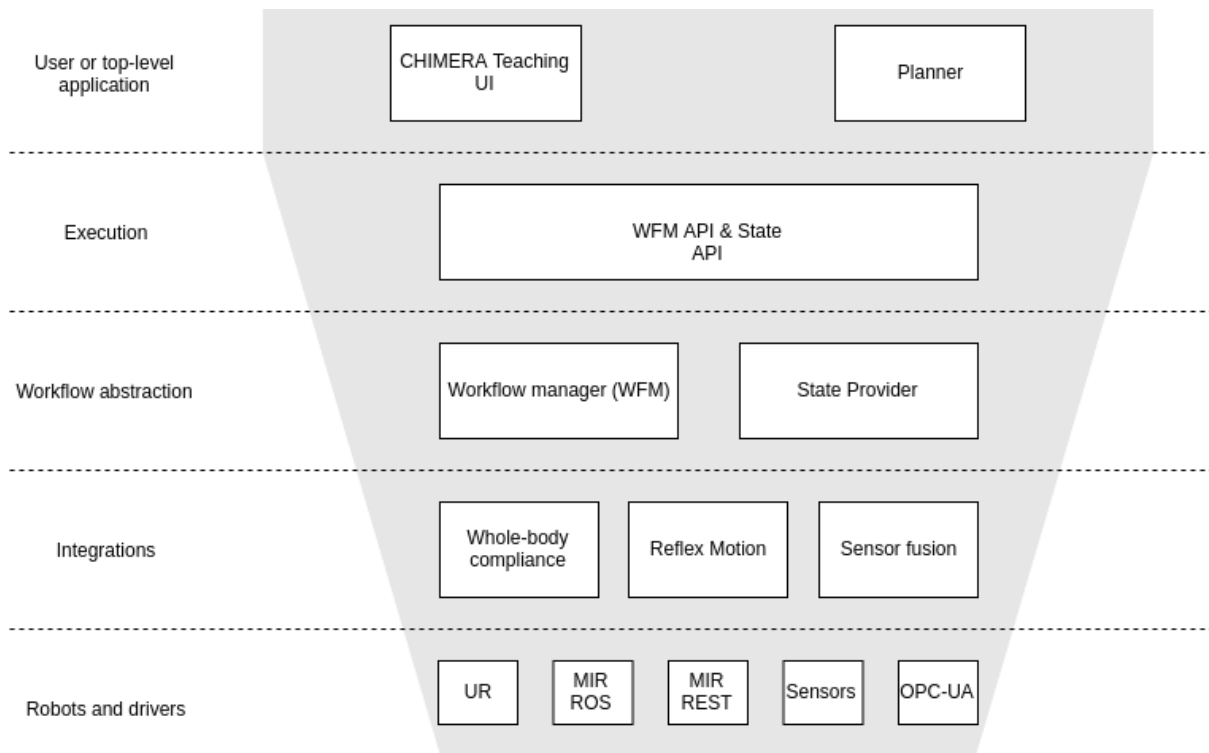 User or top-level
application
CHIMERA Teaching
UI
Planner
Execution
WFM API & State
API
Workflow abstraction
Workflow manager (WFM)
State Provider
Integrations
Whole-body
compliance
Reflex Motion
Sensor fusion
Robots and drivers
UR
MIR
ROS
MIR
REST
Sensors
OPC-UA